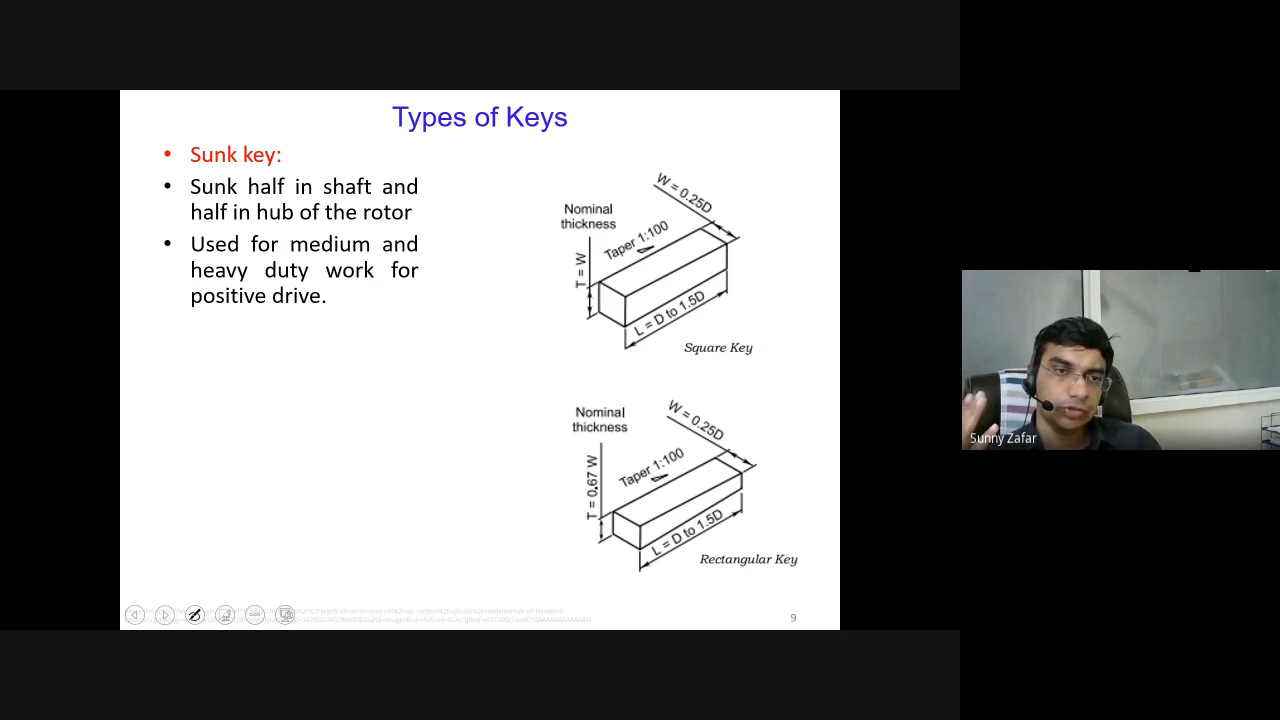 Types of Keys
• Sunk key:
• Sunk half in shaft and
half in hub of the rotor
• Used for medium and
heavy duty work for
positive drive.
W = 0.25D
Nominal
thickness
Taper 1:100
T = W
L = D to 1.5D
Square Key
W = 0.25D
Nominal
thickness
Taper 1:100
T = 0.67 W
L = D to 1.5D
Rectangular Key
9
Sunny Zafar